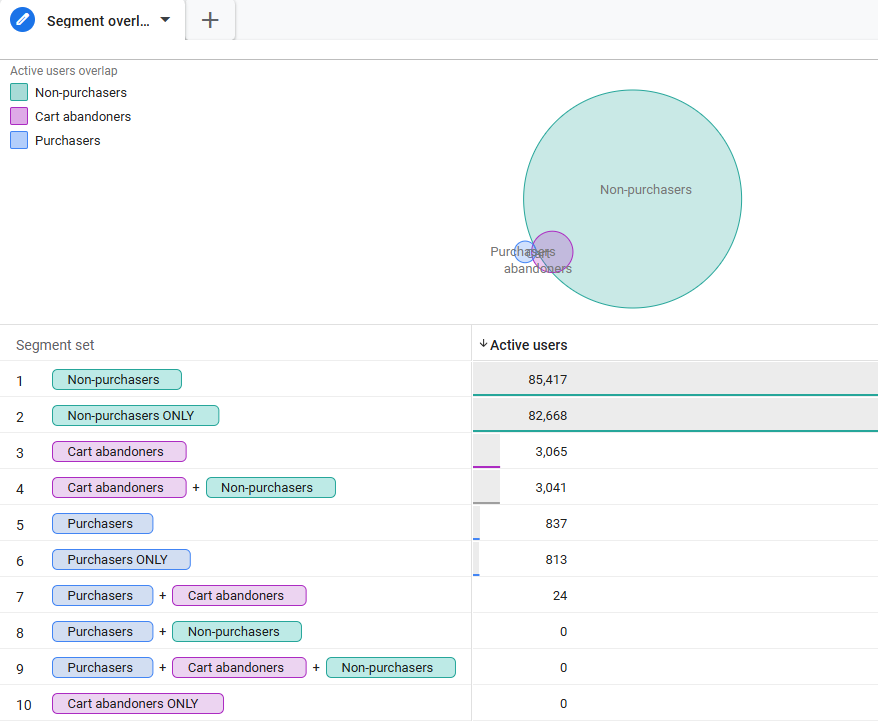 Segment overl...
Active users overlap
Non-purchasers
Cart abandoners
Purchasers
Non-purchasers
Purchasers
Cart
abandoners
Segment set Active users
1 Non-purchasers 85,417
2 Non-purchasers ONLY 82,668
3 Cart abandoners 3,065
4 Cart abandoners + Non-purchasers 3,041
5 Purchasers 837
6 Purchasers ONLY 813
7 Purchasers + Cart abandoners 24
8 Purchasers + Non-purchasers 0
9 Purchasers + Cart abandoners + Non-purchasers 0
10 Cart abandoners ONLY 0